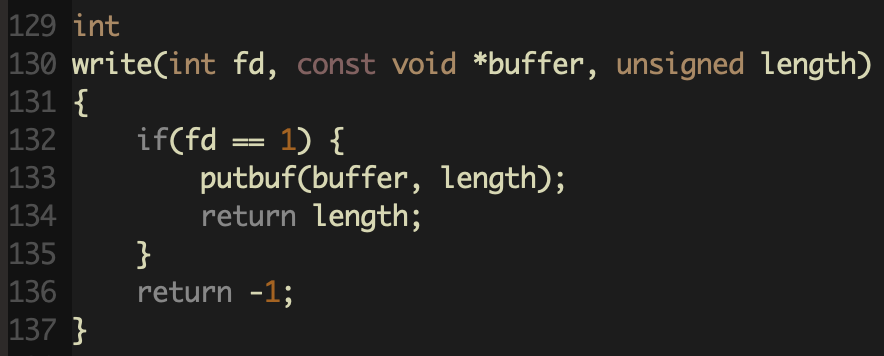 129 int
130 write(int fd, const void *buffer, unsigned length)
131 {
132     if(fd == 1) {
133         putbuf(buffer, length);
134         return length;
135     }
136     return -1;
137 }